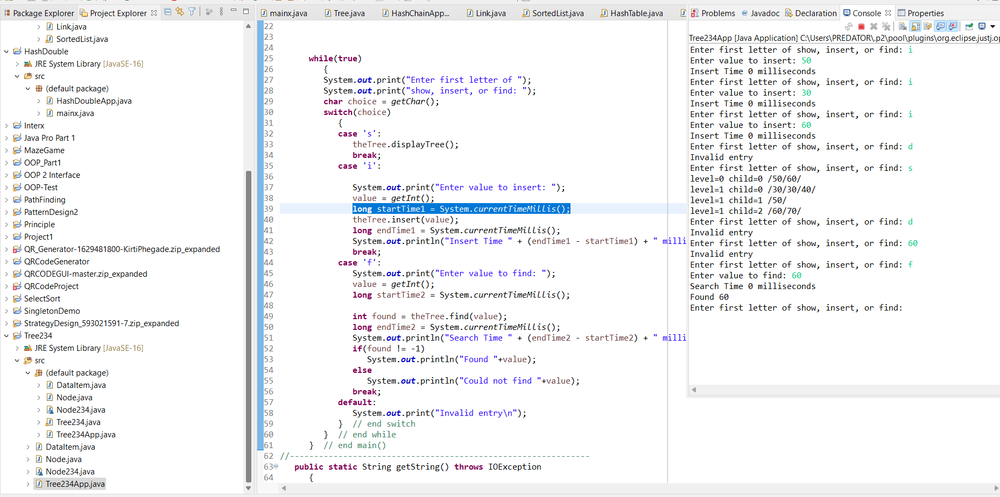 Package Explorer
Project Explorer
Link.java
SortedList.java
HashDouble
JRE System Library [JavaSE-16]
src
(default package)
HashDoubleApp.java
mainx.java
Interx
Java Pro Part 1
MazeGame
OOP_Part1
OOP 2 Interface
OOP-Test
PathFinding
PatternDesign2
Principle
Project1
QR_Generator-1629481800-KirtiPhegade.zip_expanded
QRCodeGenerator
QRCODEGUI-master.zip_expanded
QRCodeProject
SelectSort
SingletonDemo
StrategyDesign_593021591-7.zip_expanded
Tree234
JRE System Library [JavaSE-16]
src
(default package)
DataItem.java
Node.java
Node234.java
Tree234.java
Tree234App.java
DataItem.java
Node.java
Node234.java
Tree234App.java
mainx.java
Tree.java
HashChainApp...
Link.java
SortedList.java
HashTable.java
22
23
24
25 while(true)
26 {
27 System.out.print("Enter first letter of ");
28 System.out.print("show, insert, or find: ");
29 char choice = getChar();
30 switch(choice)
31 {
32 case 's':
33 theTree.displayTree();
34 break;
35 case 'i':
36
37 System.out.print("Enter value to insert: ");
38 value = getInt();
39 long startTime1 = System.currentTimeMillis();
40 theTree.insert(value);
41 long endTime1 = System.currentTimeMillis();
42 System.out.println("Insert Time " + (endTime1 - startTime1) + " milli
43 break;
44 case 'f':
45 System.out.print("Enter value to find: ");
46 value = getInt();
47 long startTime2 = System.currentTimeMillis();
48
49 int found = theTree.find(value);
50 long endTime2 = System.currentTimeMillis();
51 System.out.println("Search Time " + (endTime2 - startTime2) + " milli
52 if(found != -1)
53 System.out.println("Found "+value);
54 else
55 System.out.println("Could not find "+value);
56 break;
57 default:
58 System.out.print("Invalid entry\n");
59 } // end switch
60 } // end while
61 } // end main()
62 //--------------------------------------------------------------
63 public static String getString() throws IOException
64 {
Problems
@ Javadoc
Declaration
Console
Properties
Tree234App [Java Application] C:\Users\PREDATOR\.p2\pool\plugins\org.eclipse.justj.op
Enter first letter of show, insert, or find: i
Enter value to insert: 50
Insert Time 0 milliseconds
Enter first letter of show, insert, or find: i
Enter value to insert: 30
Insert Time 0 milliseconds
Enter first letter of show, insert, or find: i
Enter value to insert: 60
Insert Time 0 milliseconds
Enter first letter of show, insert, or find: d
Invalid entry
Enter first letter of show, insert, or find: s
level=0 child=0 /50/60/
level=1 child=0 /30/30/40/
level=1 child=1 /50/
level=1 child=2 /60/70/
Enter first letter of show, insert, or find: d
Invalid entry
Enter first letter of show, insert, or find: 60
Invalid entry
Enter first letter of show, insert, or find: f
Enter value to find: 60
Search Time 0 milliseconds
Found 60
Enter first letter of show, insert, or find: